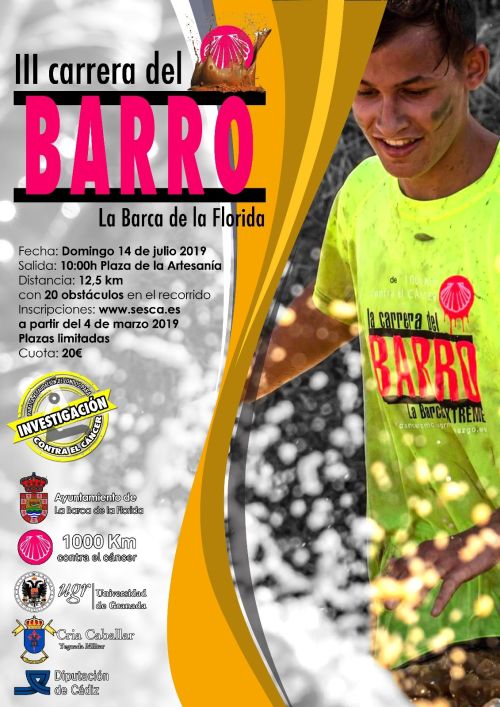 III carrera del
BARRO
La Barca de la Florida
Fecha: Domingo 14 de julio 2019
Salida: 10:00h Plaza de la Artesanía
Distancia: 12,5 km
con 20 obstáculos en el recorrido
Inscripciones: www.sesca.es
a partir del 4 de marzo 2019
Plazas limitadas
Cuota: 20€
INVESTIGACIÓN
CONTRA EL CÁNCER
Ayuntamiento de
La Barca de la Florida
1000 Km
contra el cáncer
ugr Universidad
de Granada
Cria Caballar
Yeguada Militar
Diputación
de Cádiz
la carrera del
BARRO
La Barca XTREME